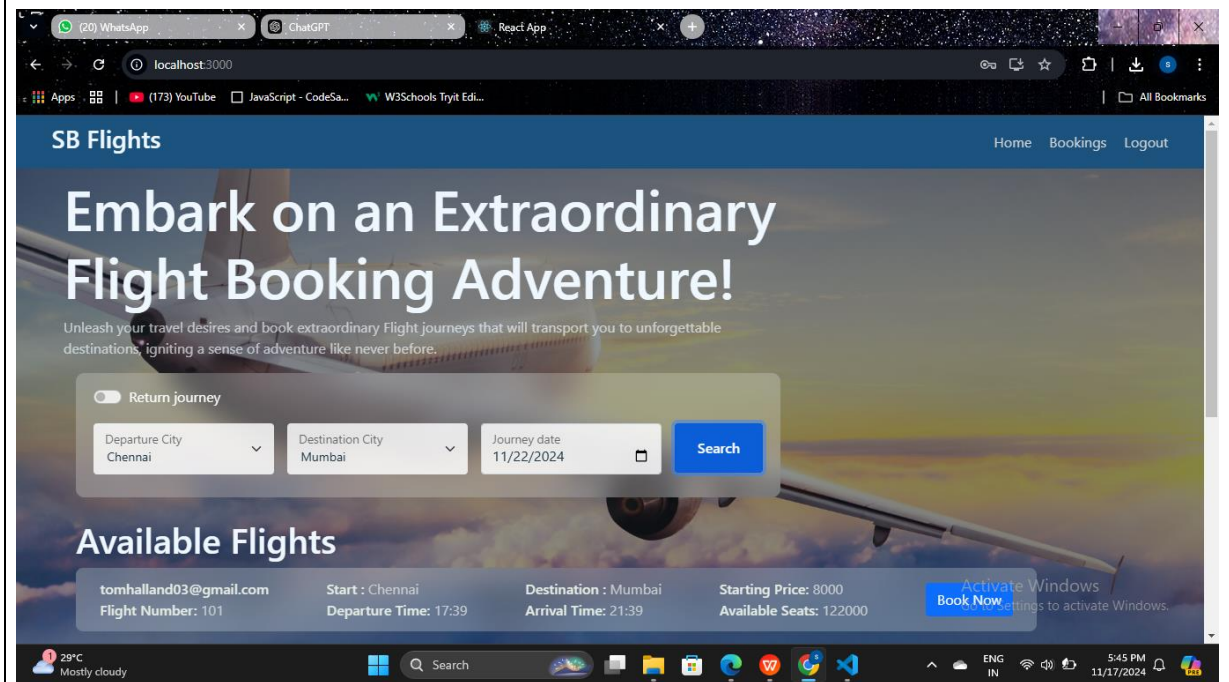 (20) WhatsApp
ChatGPT
React App
localhost:3000
Apps
(173) YouTube
JavaScript - CodeSa...
W3Schools Tryit Edi...
All Bookmarks
SB Flights
Home Bookings Logout
Embark on an Extraordinary
Flight Booking Adventure!
Unleash your travel desires and book extraordinary Flight journeys that will transport you to unforgettable
destinations, igniting a sense of adventure like never before.
Return journey
Departure City
Chennai
Destination City
Mumbai
Journey date
11/22/2024
Search
Available Flights
tomhalland03@gmail.com Start : Chennai Destination : Mumbai Starting Price: 8000
Flight Number: 101 Departure Time: 17:39 Arrival Time: 21:39 Available Seats: 122000
Book Now
Activate Windows
Go to Settings to activate Windows.
1
29°C
Mostly cloudy
Search
ENG
IN
5:45 PM
11/17/2024